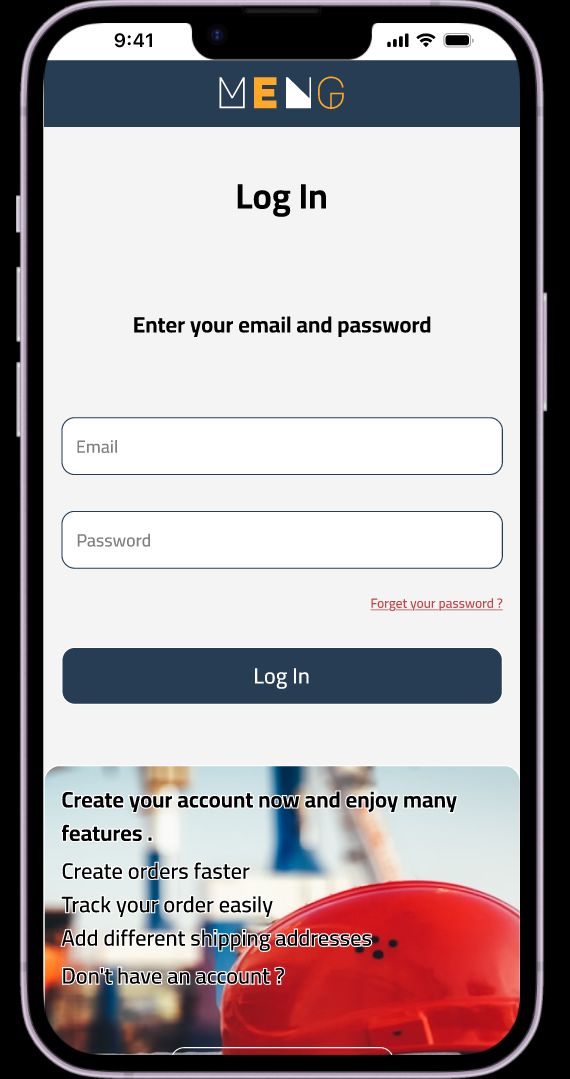 9:41
MENG
Log In
Enter your email and password
Email
Password
Forget your password ?
Log In
Create your account now and enjoy many
features .
Create orders faster
Track your order easily
Add different shipping addresses
Don't have an account ?